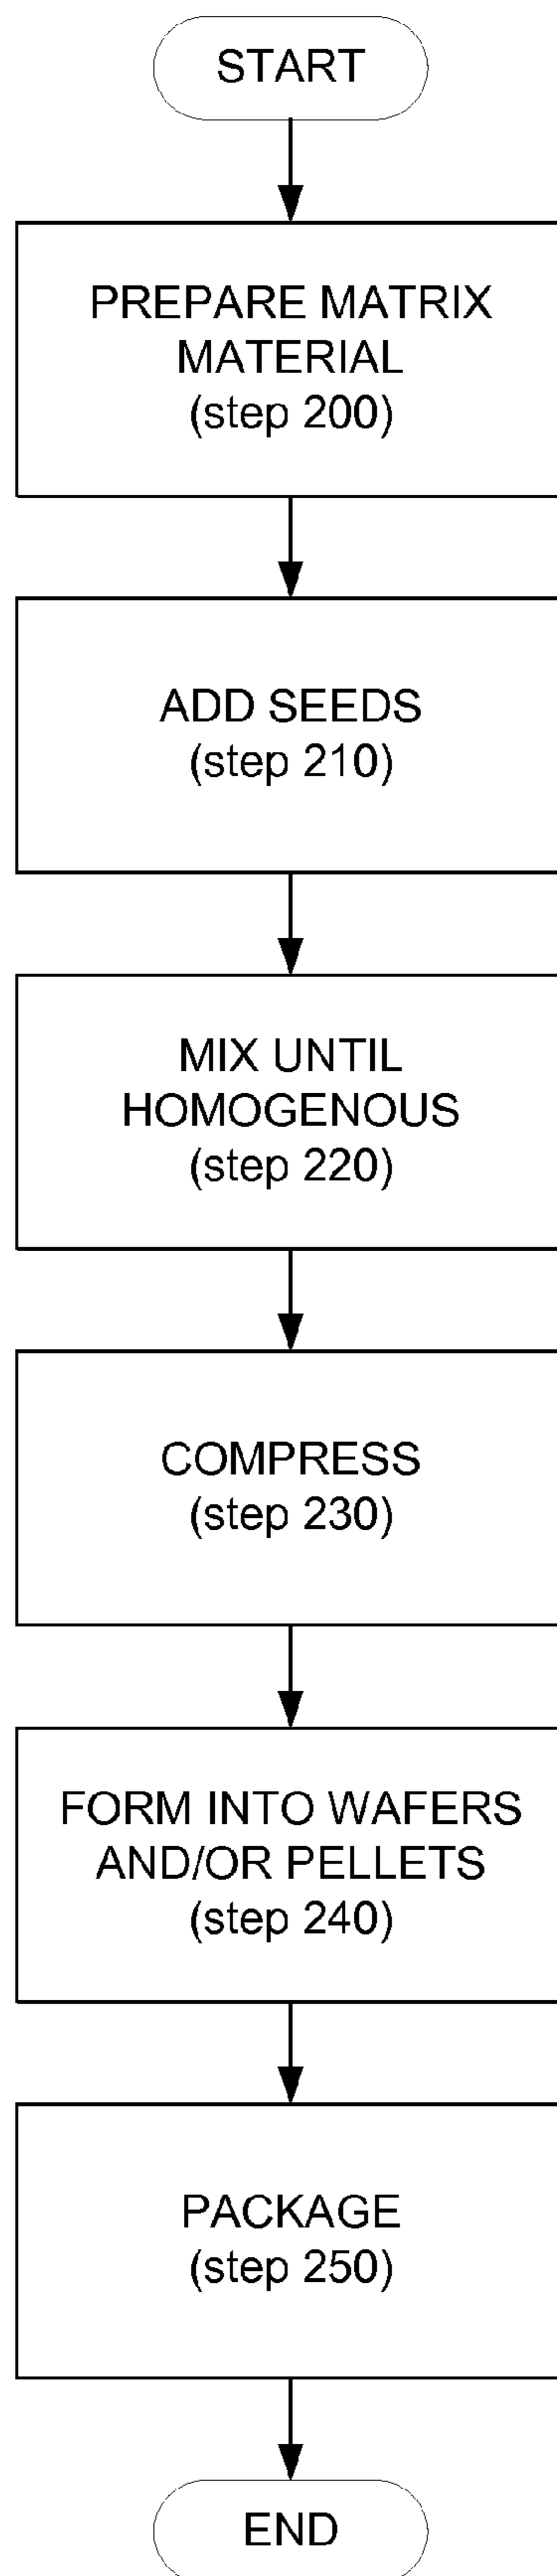 START
PREPARE MATRIX
MATERIAL
(step 200)
ADD SEEDS
(step 210)
MIX UNTIL
HOMOGENOUS
(step 220)
COMPRESS
(step 230)
FORM INTO WAFERS
AND/OR PELLETS
(step 240)
PACKAGE
(step 250)
END